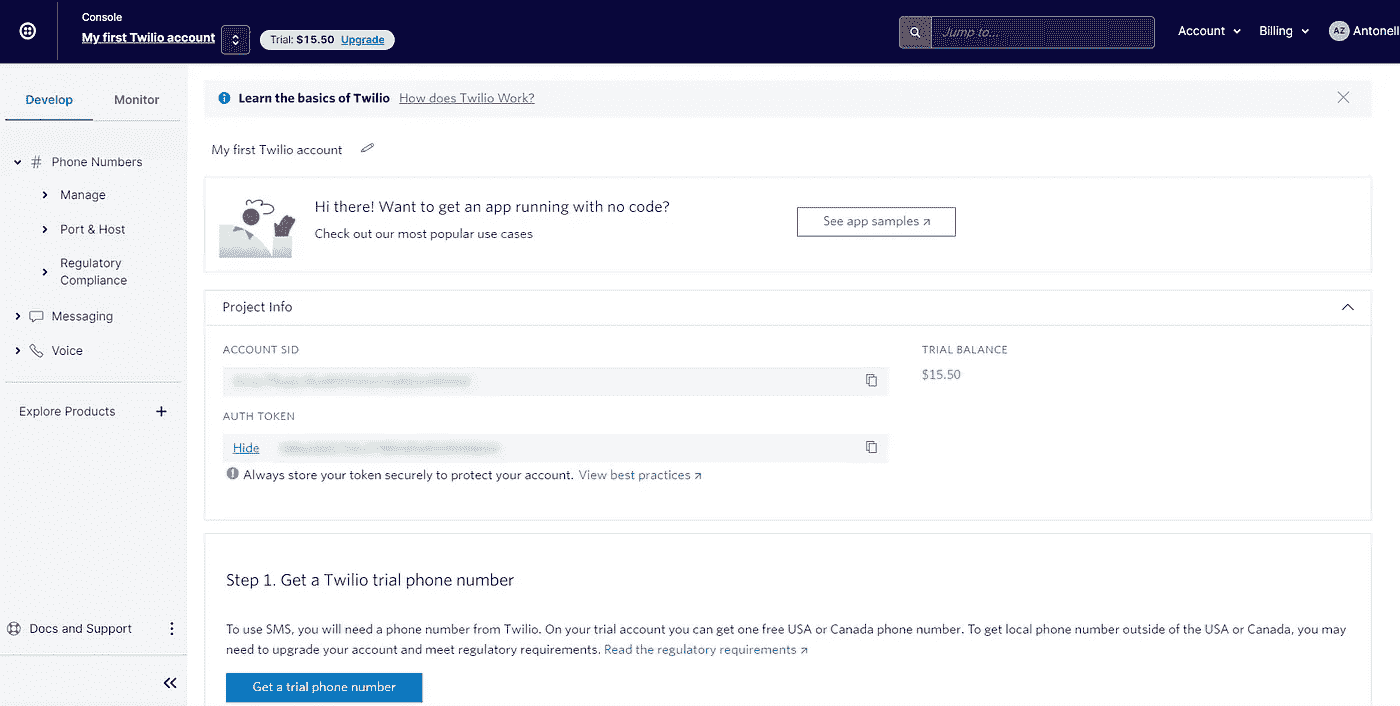 Console
My first Twilio account
Trial: $15.50 Upgrade
Jump to...
Account
Billing
AZ Antonell
Develop
Monitor
Phone Numbers
Manage
Port & Host
Regulatory
Compliance
Messaging
Voice
Explore Products
Docs and Support
Learn the basics of Twilio How does Twilio Work?
My first Twilio account
Hi there! Want to get an app running with no code?
Check out our most popular use cases
See app samples
Project Info
ACCOUNT SID
TRIAL BALANCE
$15.50
AUTH TOKEN
Hide
Always store your token securely to protect your account. View best practices
Step 1. Get a Twilio trial phone number
To use SMS, you will need a phone number from Twilio. On your trial account you can get one free USA or Canada phone number. To get local phone number outside of the USA or Canada, you may
need to upgrade your account and meet regulatory requirements. Read the regulatory requirements
Get a trial phone number